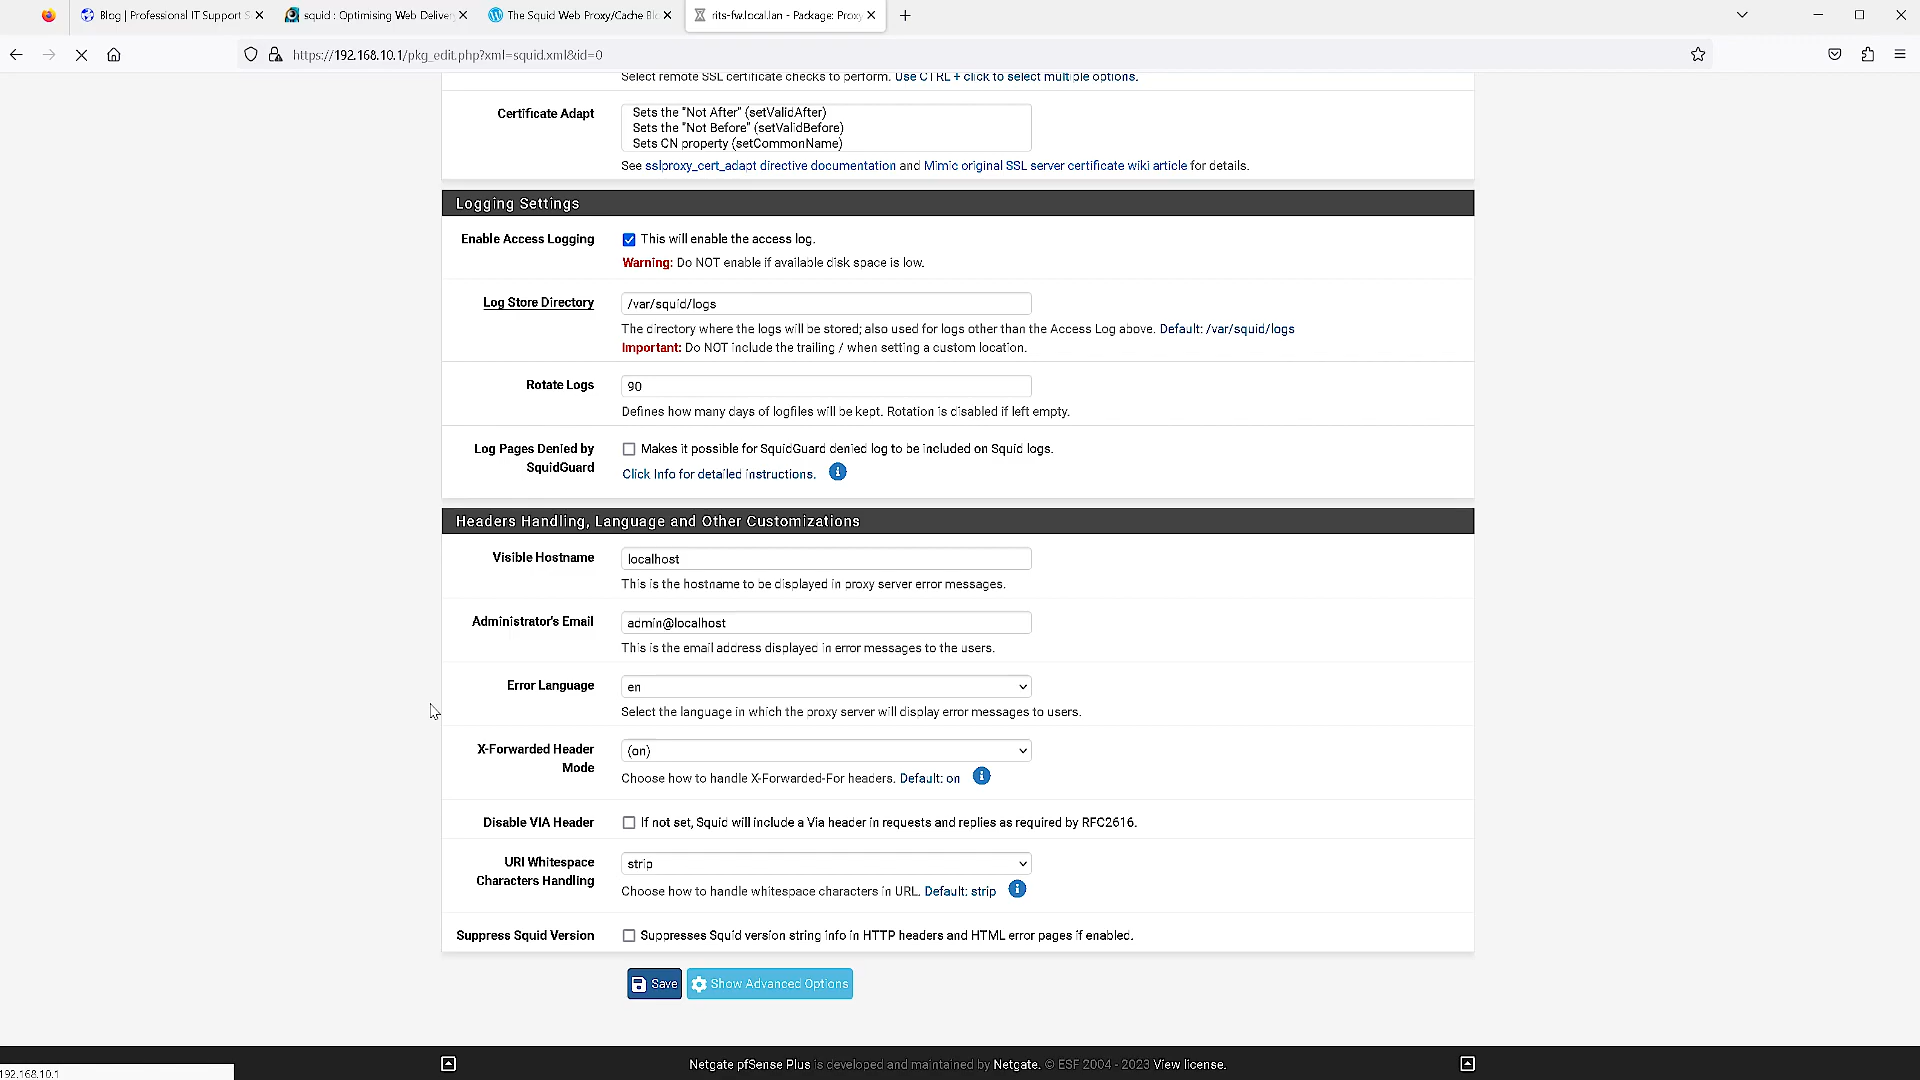 Blog | Professional IT Support S
squid : Optimising Web Delivery
The Squid Web Proxy/Cache Blo
rits-fw.local.lan - Package: Proxy
https://192.168.10.1/pkg_edit.php?xml=squid.xml&id=0
Select remote SSL certificate checks to perform. Use CTRL + click to select multiple options.
Certificate Adapt
Sets the "Not After" (setValidAfter)
Sets the "Not Before" (setValidBefore)
Sets CN property (setCommonName)
See sslproxy_cert_adapt directive documentation and Mimic original SSL server certificate wiki article for details.
Logging Settings
Enable Access Logging
This will enable the access log.
Warning: Do NOT enable if available disk space is low.
Log Store Directory
/var/squid/logs
The directory where the logs will be stored; also used for logs other than the Access Log above. Default: /var/squid/logs
Important: Do NOT include the trailing / when setting a custom location.
Rotate Logs
90
Defines how many days of logfiles will be kept. Rotation is disabled if left empty.
Log Pages Denied by
SquidGuard
Makes it possible for SquidGuard denied log to be included on Squid logs.
Click Info for detailed instructions.
Headers Handling, Language and Other Customizations
Visible Hostname
localhost
This is the hostname to be displayed in proxy server error messages.
Administrator's Email
admin@localhost
This is the email address displayed in error messages to the users.
Error Language
en
Select the language in which the proxy server will display error messages to users.
X-Forwarded Header
Mode
(on)
Choose how to handle X-Forwarded-For headers. Default: on
Disable VIA Header
If not set, Squid will include a Via header in requests and replies as required by RFC2616.
URI Whitespace
Characters Handling
strip
Choose how to handle whitespace characters in URL. Default: strip
Suppress Squid Version
Suppresses Squid version string info in HTTP headers and HTML error pages if enabled.
Save
Show Advanced Options
Netgate pfSense Plus is developed and maintained by Netgate. © ESF 2004 - 2023 View license.
192.168.10.1